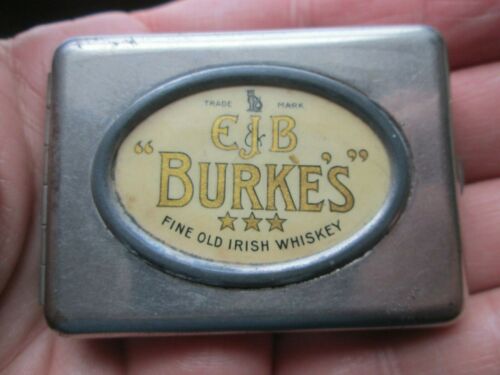 TRADE MARK
E&JB
"BURKE'S"
FINE OLD IRISH WHISKEY